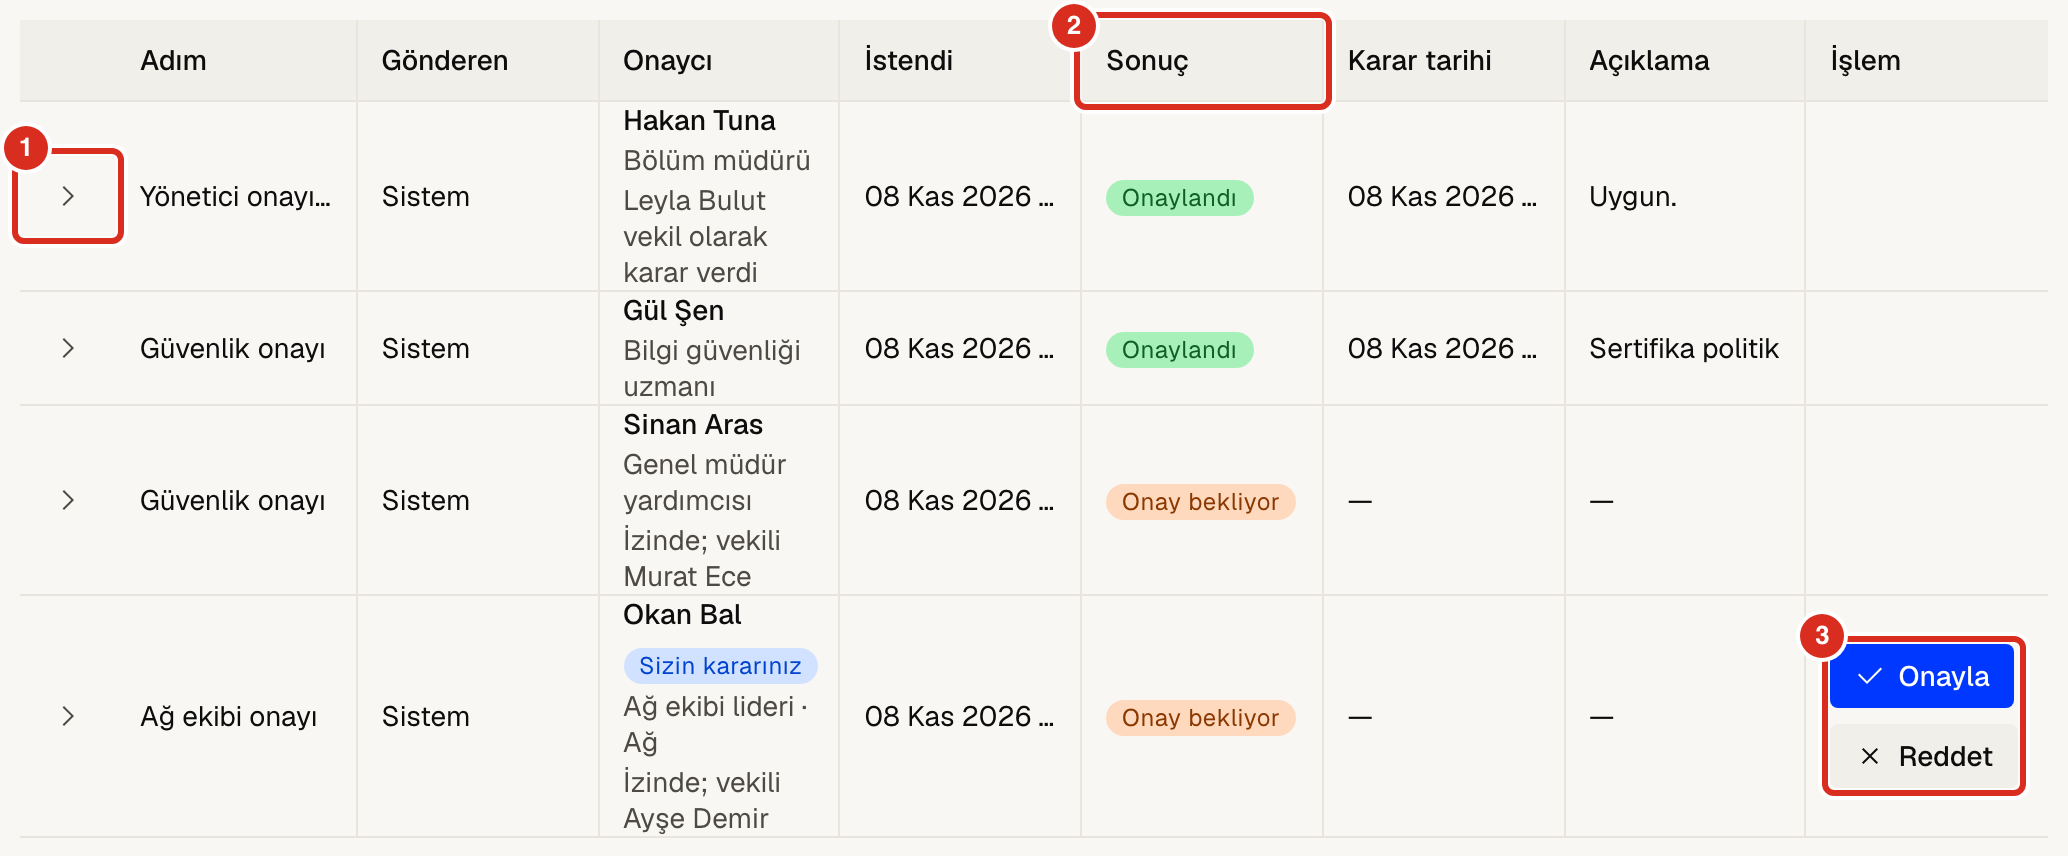 Adım
Gönderen
Onaycı
İstendi
2
Sonuç
Karar tarihi
Açıklama
İşlem
1
Yönetici onayı...
Sistem
Hakan Tuna
Bölüm müdürü
Leyla Bulut
vekil olarak
karar verdi
08 Kas 2026 ...
Onaylandı
08 Kas 2026 ...
Uygun.
Güvenlik onayı
Sistem
Gül Şen
Bilgi güvenliği
uzmanı
08 Kas 2026 ...
Onaylandı
08 Kas 2026 ...
Sertifika politik
Güvenlik onayı
Sistem
Sinan Aras
Genel müdür
yardımcısı
İzinde; vekili
Murat Ece
08 Kas 2026 ...
Onay bekliyor
—
—
Ağ ekibi onayı
Sistem
Okan Bal
Sizin kararınız
Ağ ekibi lideri ·
Ağ
İzinde; vekili
Ayşe Demir
08 Kas 2026 ...
Onay bekliyor
—
—
3
Onayla
Reddet